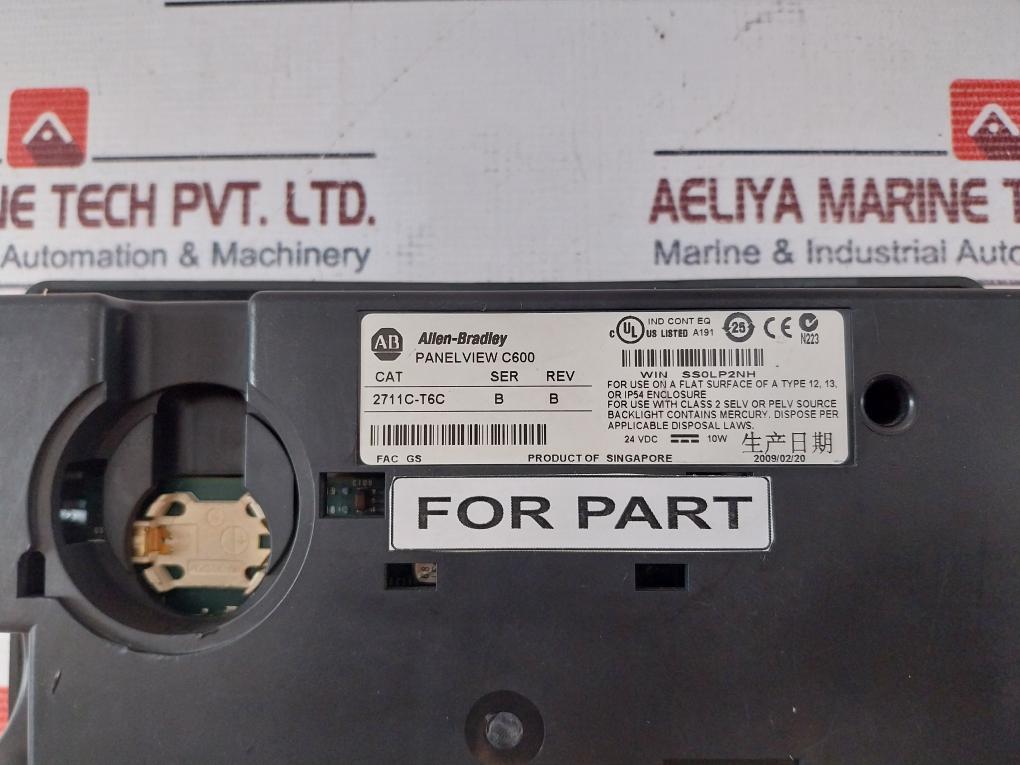 NE TECH PVT. LTD.
Automation & Machinery
AELIYA MARINE T
Marine & Industrial Auto
AB Allen-Bradley
PANELVIEW C600
CAT SER REV
2711C-T6C B B
FAC GS PRODUCT OF SINGAPORE
C UL US LISTED IND CONT EQ A191
25
CE
N223
WIN SS0LP2NH
FOR USE ON A FLAT SURFACE OF A TYPE 12, 13,
OR IP54 ENCLOSURE
FOR USE WITH CLASS 2 SELV OR PELV SOURCE
BACKLIGHT CONTAINS MERCURY. DISPOSE PER
APPLICABLE DISPOSAL LAWS.
24 VDC 10W 生产日期
2009/02/20
FOR PART